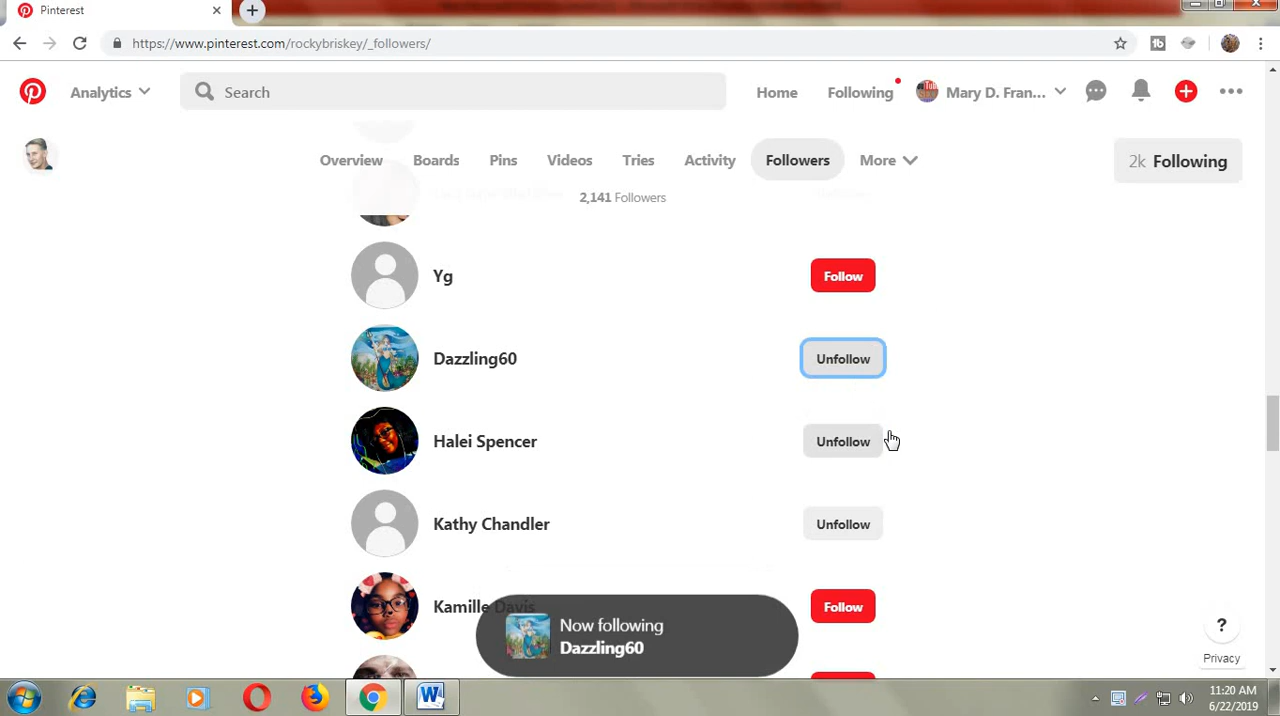 Pinterest
https://www.pinterest.com/rockybriskey/_followers/
Analytics
Search
Home
Following
Mary D. Fran...
Overview
Boards
Pins
Videos
Tries
Activity
Followers
More
2k Following
2,141 Followers
Yg
Follow
Dazzling60
Unfollow
Halei Spencer
Unfollow
Kathy Chandler
Unfollow
Kamille Davis
Follow
Now following
Dazzling60
?
Privacy
11:20 AM
6/22/2019